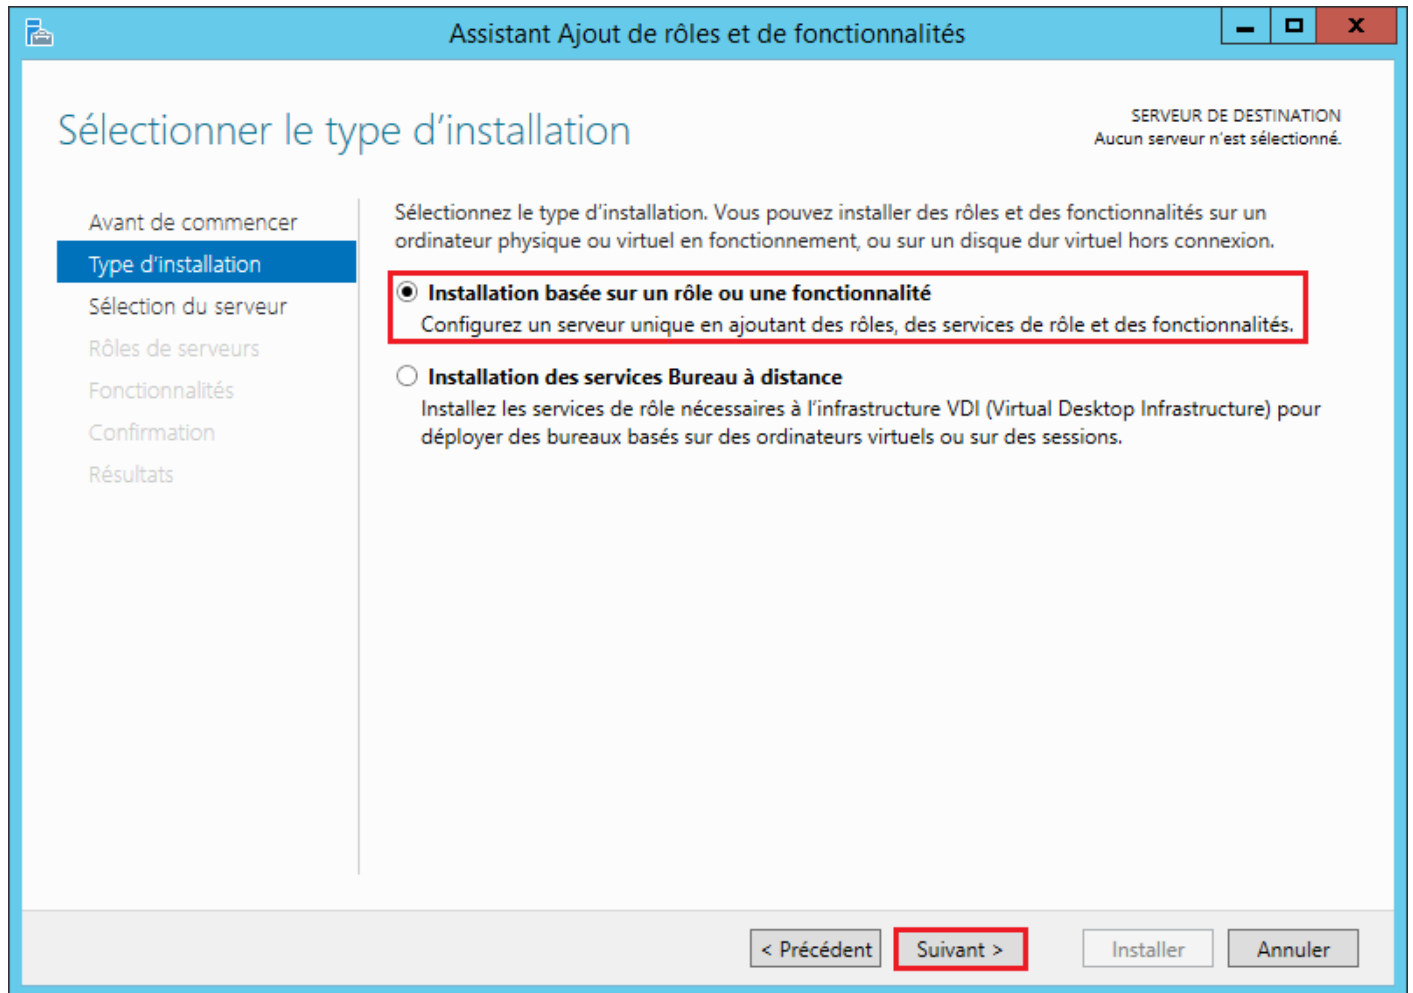 Assistant Ajout de rôles et de fonctionnalités
Sélectionner le type d’installation
SERVEUR DE DESTINATION
Aucun serveur n’est sélectionné.
Avant de commencer
Type d’installation
Sélection du serveur
Rôles de serveurs
Fonctionnalités
Confirmation
Résultats
Sélectionnez le type d’installation. Vous pouvez installer des rôles et des fonctionnalités sur un
ordinateur physique ou virtuel en fonctionnement, ou sur un disque dur virtuel hors connexion.
Installation basée sur un rôle ou une fonctionnalité
Configurez un serveur unique en ajoutant des rôles, des services de rôle et des fonctionnalités.
Installation des services Bureau à distance
Installez les services de rôle nécessaires à l’infrastructure VDI (Virtual Desktop Infrastructure) pour
déployer des bureaux basés sur des ordinateurs virtuels ou sur des sessions.
< Précédent
Suivant >
Installer
Annuler